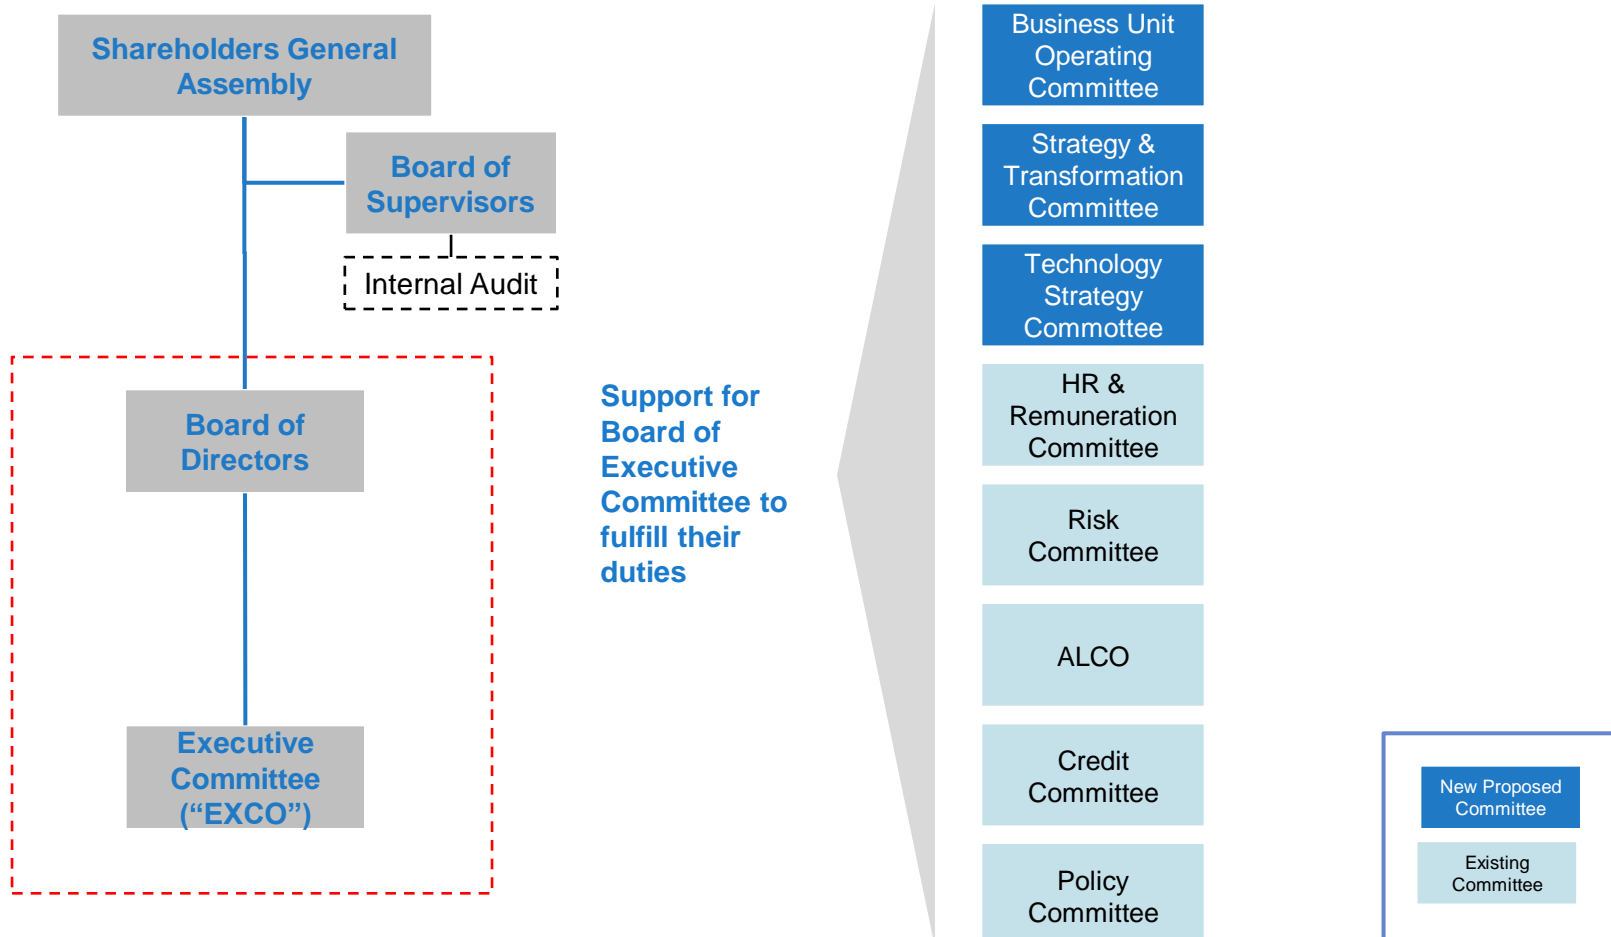 Shareholders General
Assembly
Board of
Supervisors
Internal Audit
Board of
Directors
Executive
Committee
(“EXCO”)
Support for
Board of
Executive
Committee to
fulfill their
duties
Business Unit
Operating
Committee
Strategy &
Transformation
Committee
Technology
Strategy
Commottee
HR &
Remuneration
Committee
Risk
Committee
ALCO
Credit
Committee
Policy
Committee
New Proposed
Committee
Existing
Committee